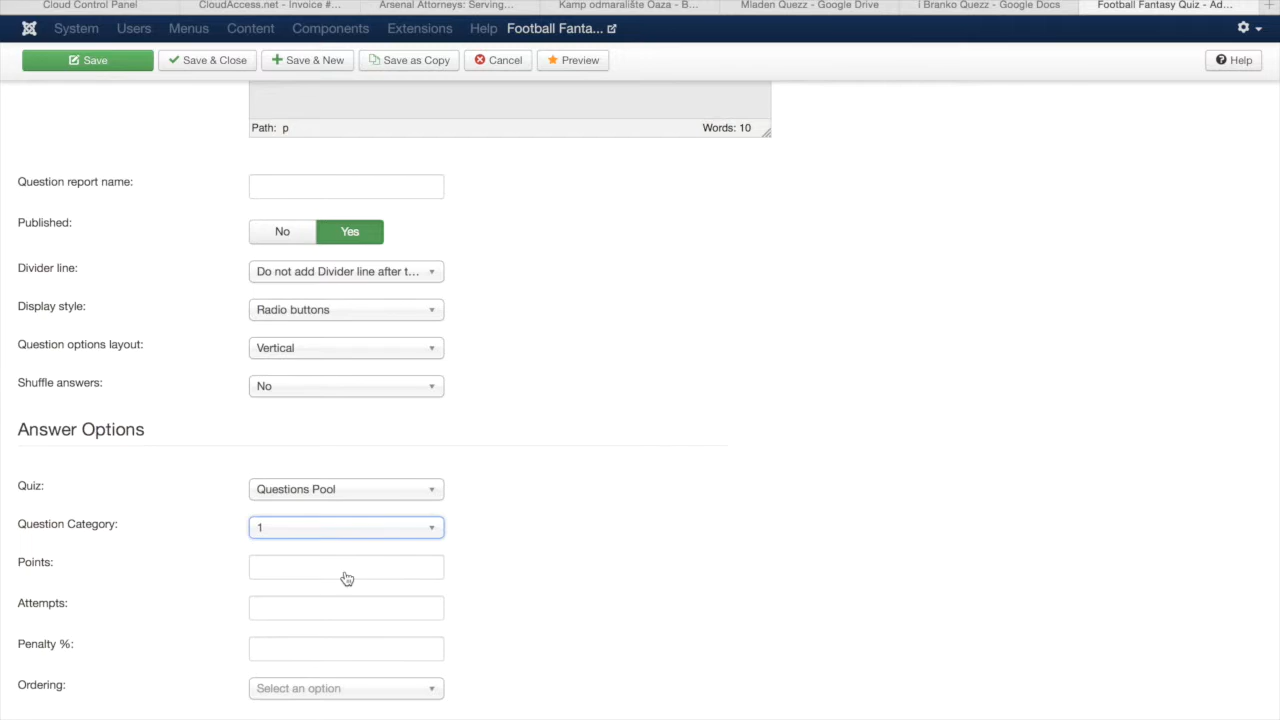 Cloud Control Panel CloudAccess.net - Invoice #... Arsenal Attorneys: Serving... Kamp odmaralište Oaza - B... Mladen Quezz - Google Drive i Branko Quezz - Google Docs Football Fantasy Quiz - Ad...
System Users Menus Content Components Extensions Help Football Fanta...
Save Save & Close Save & New Save as Copy Cancel Preview Help
Path: p Words: 10
Question report name:
Published: No Yes
Divider line: Do not add Divider line after t...
Display style: Radio buttons
Question options layout: Vertical
Shuffle answers: No
Answer Options
Quiz: Questions Pool
Question Category: 1
Points:
Attempts:
Penalty %:
Ordering: Select an option